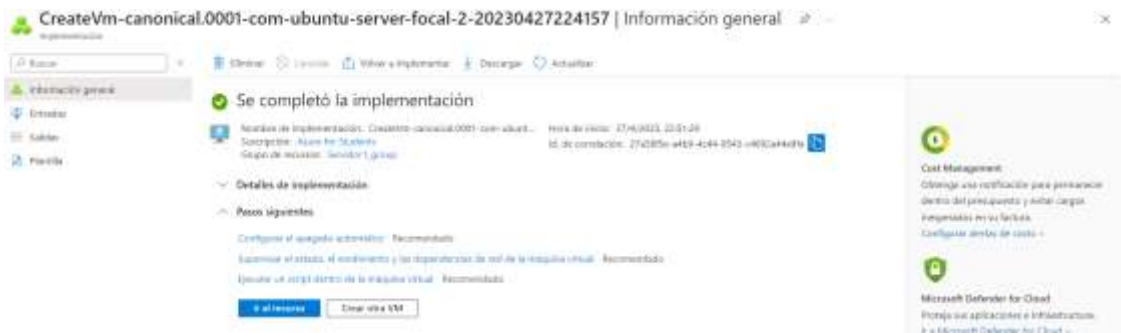 CreateVm-canonical.0001-com-ubuntu-server-focal-2-20230427224157 | Información general
Implementación
Buscar
Eliminar Cancelar Volver a implementar Descargar Actualizar
Información general
Entradas
Salidas
Plantilla
Se completó la implementación
Nombre de implementación: CreateVm-canonical.0001-com-ubunt...
Suscripción: Azure for Students
Grupo de recursos: Servidor1_group
Hora de inicio: 27/4/2023, 22:51:29
Id. de correlación:
Detalles de implementación
Pasos siguientes
Configurar el apagado automático Recomendado
Supervisar el estado, el rendimiento y las dependencias de red de la máquina virtual Recomendado
Ejecutar un script dentro de la máquina virtual Recomendado
Ir al recurso Crear otra VM
Cost Management
Obtenga una notificación para permanecer
dentro del presupuesto y evitar cargos
inesperados en su factura.
Configurar alertas de costo >
Microsoft Defender for Cloud
Proteja sus aplicaciones e infraestructura.
Ir a Microsoft Defender for Cloud >